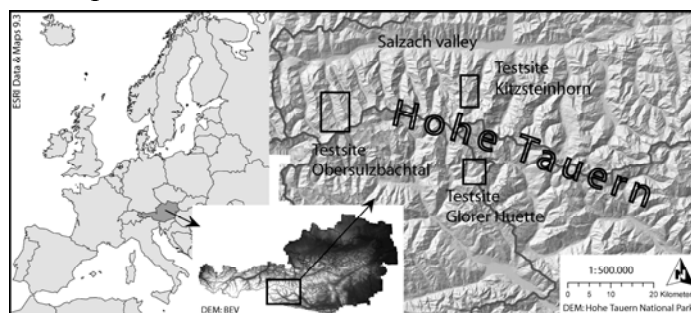 ESRI Data & Maps 9.3
Salzach valley
Testsite
Kitzsteinhorn
Hohe Tauern
Testsite
Obersulzbachtal
Testsite
Glorer Huette
DEM: BEV
N
1:500.000
0 5 10 20
Kilometer
DEM: Hohe Tauern National Park